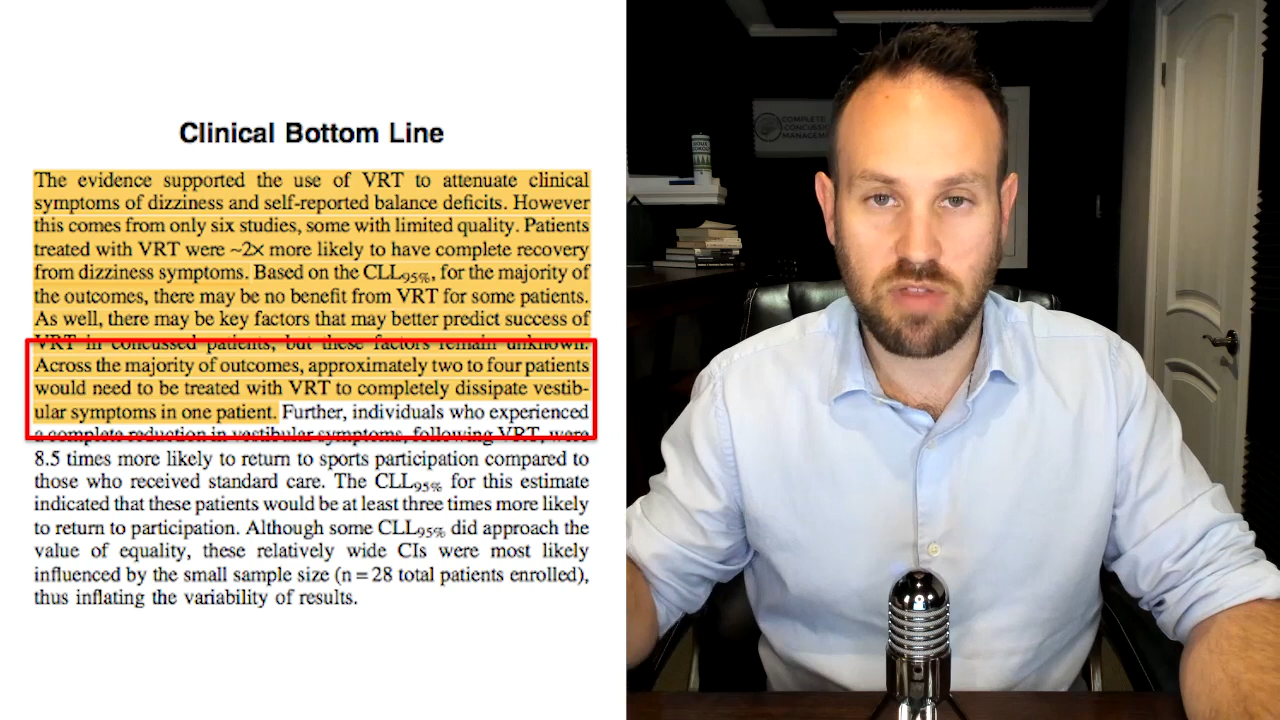 Clinical Bottom Line
The evidence supported the use of VRT to attenuate clinical
symptoms of dizziness and self-reported balance deficits. However
this comes from only six studies, some with limited quality. Patients
treated with VRT were ~2× more likely to have complete recovery
from dizziness symptoms. Based on the CLL95%, for the majority of
the outcomes, there may be no benefit from VRT for some patients.
As well, there may be key factors that may better predict success of
VRT in concussed patients, but these factors remain unknown.
Across the majority of outcomes, approximately two to four patients
would need to be treated with VRT to completely dissipate vestib-
ular symptoms in one patient. Further, individuals who experienced
a complete reduction in vestibular symptoms, following VRT, were
8.5 times more likely to return to sports participation compared to
those who received standard care. The CLL95% for this estimate
indicated that these patients would be at least three times more likely
to return to participation. Although some CLL95% did approach the
value of equality, these relatively wide CIs were most likely
influenced by the small sample size (n = 28 total patients enrolled),
thus inflating the variability of results.
COMPLETE
CONCUSS
MANAGEM